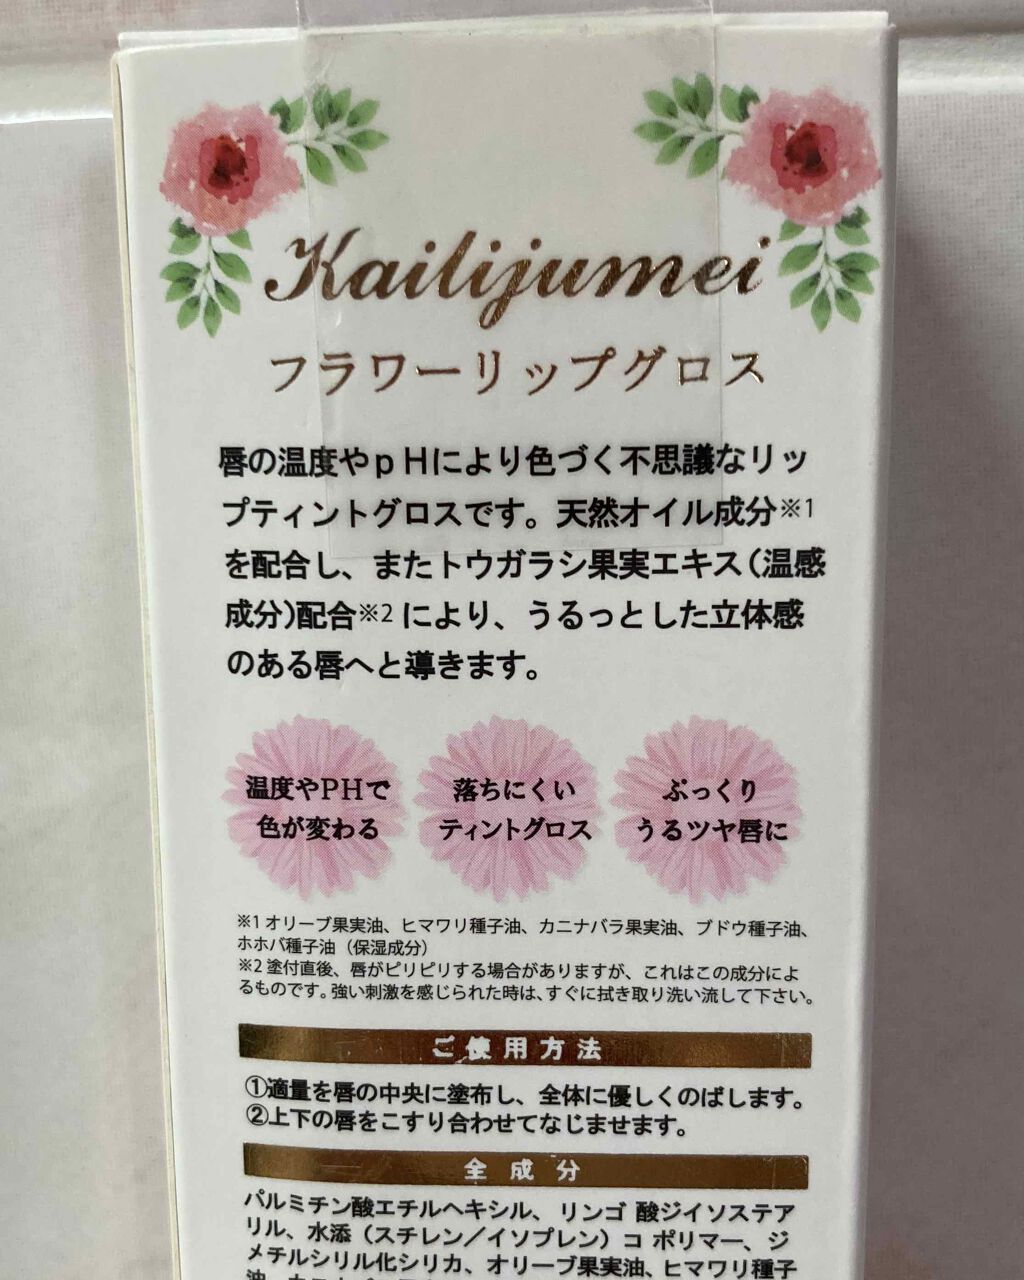 Kailijumei
フラワーリップグロス
唇の温度やｐＨにより色づく不思議なリッ
プティントグロスです。天然オイル成分※1
を配合し、またトウガラシ果実エキス（温感
成分）配合※2 により、うるっとした立体感
のある唇へと導きます。
温度やPHで
色が変わる
落ちにくい
ティントグロス
ぷっくり
うるツヤ唇に
※1 オリーブ果実油、ヒマワリ種子油、カニナバラ果実油、ブドウ種子油、
ホホバ種子油（保湿成分）
※2 塗付直後、唇がピリピリする場合がありますが、これはこの成分によ
るものです。強い刺激を感じられた時は、すぐに拭き取り洗い流して下さい。
ご使用方法
①適量を唇の中央に塗布し、全体に優しくのばします。
②上下の唇をこすり合わせてなじませます。
全成分
パルミチン酸エチルヘキシル、リンゴ 酸ジイソステア
リル、水添（スチレン／イソプレン）コ ポリマー、ジ
メチルシリル化シリカ、オリーブ果実油、ヒマワリ種子